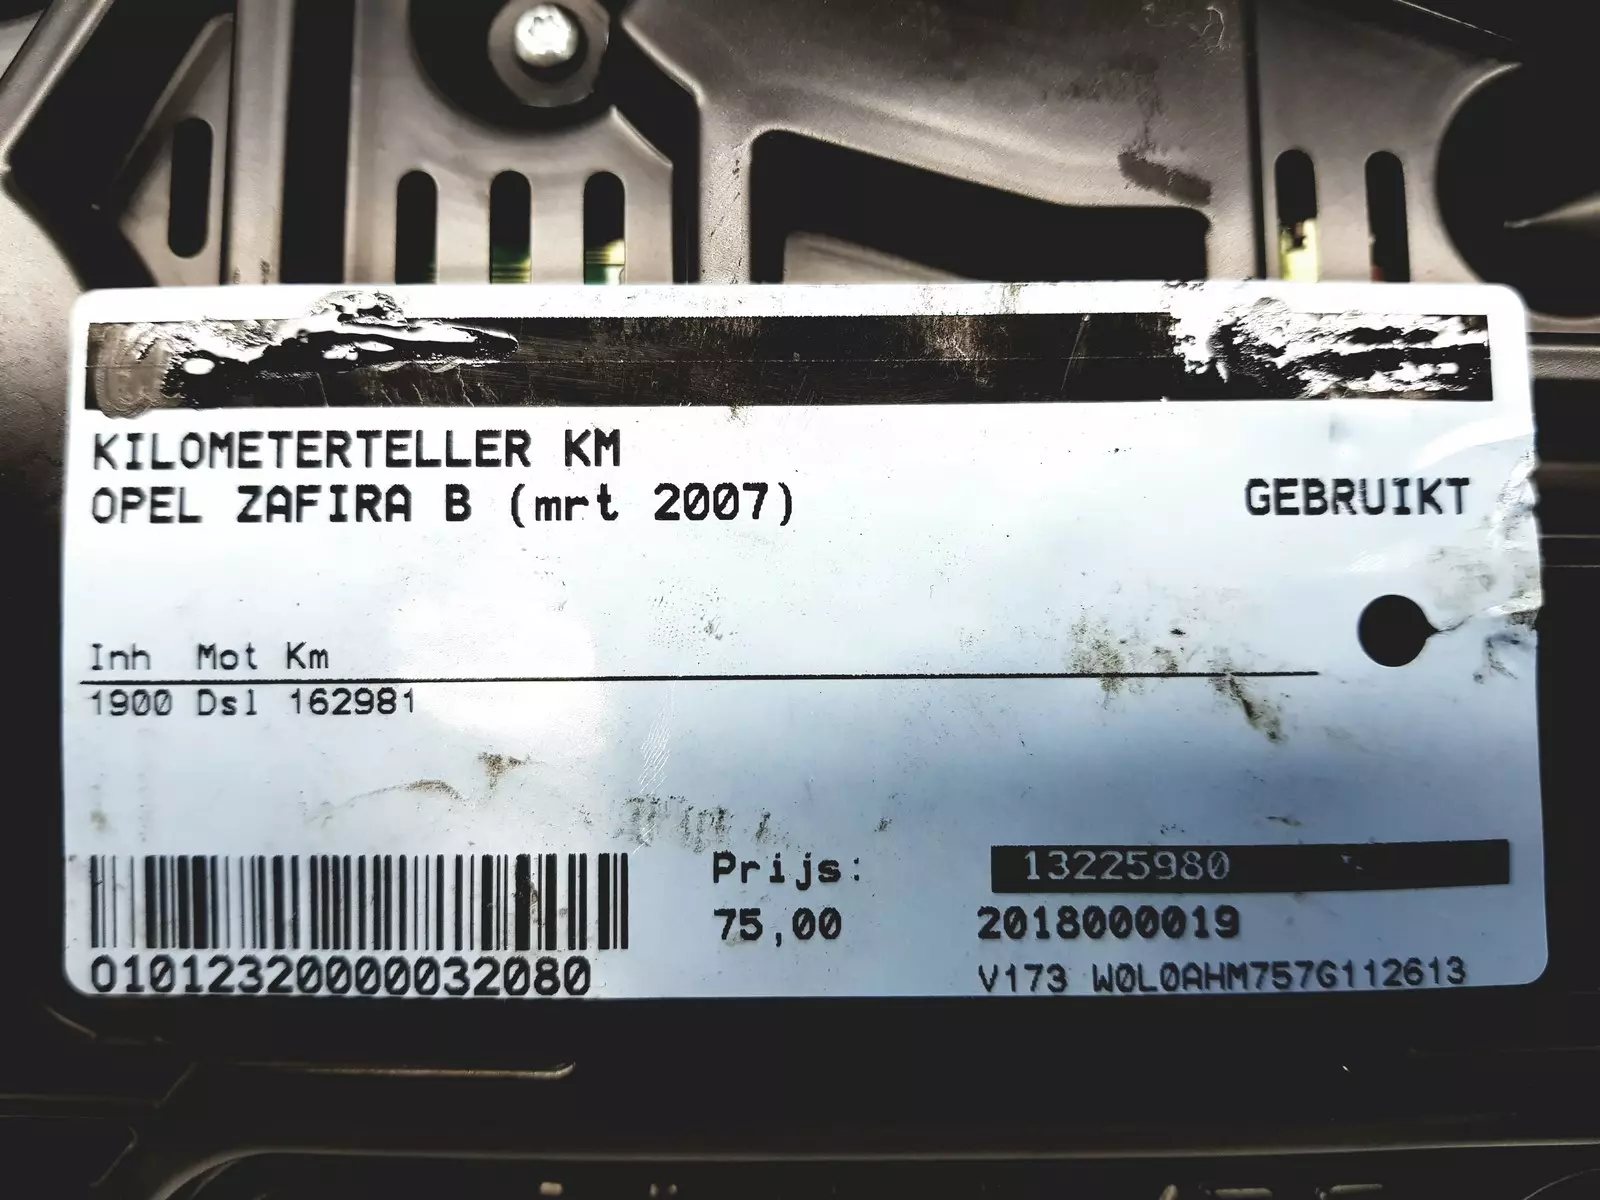 KILOMETERTELLER KM
OPEL ZAFIRA B (mrt 2007)
GEBRUIKT
Inh Mot Km
1900 Dsl 162981
Prijs:
75,00
13225980
2018000019
V173 W0L0AHM757G112613
01012320000032080